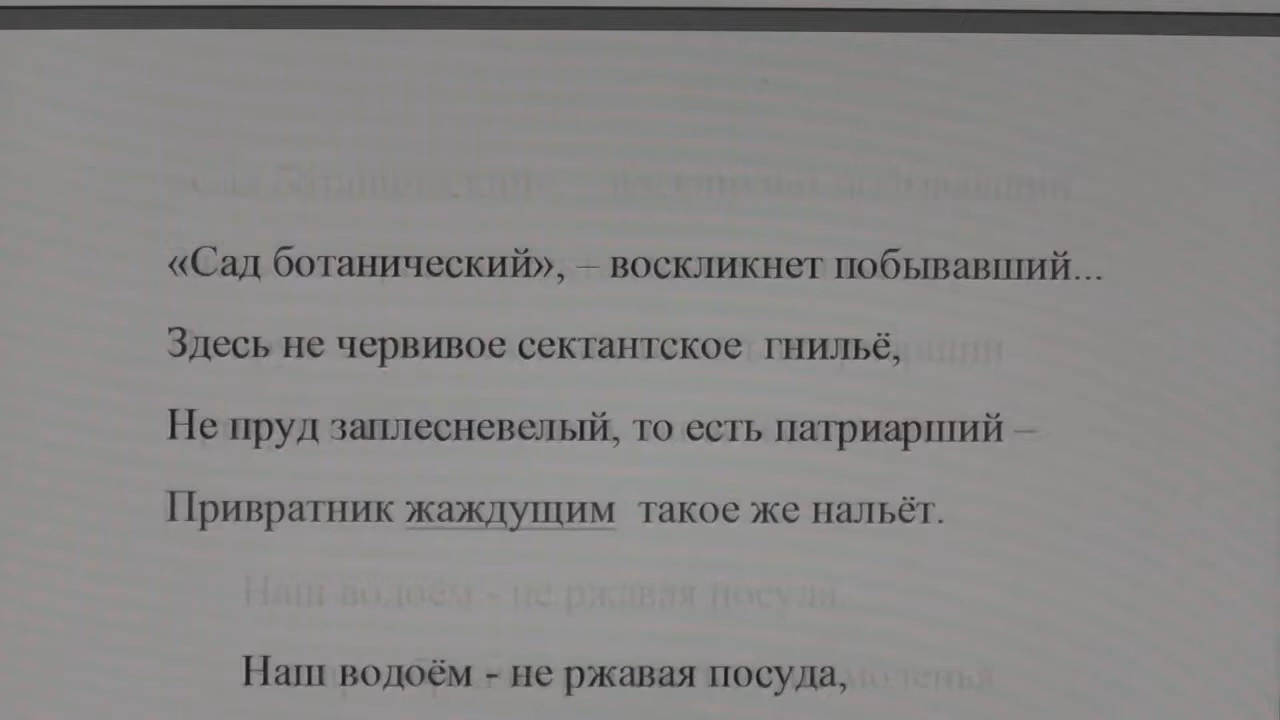 «Сад ботанический», – воскликнет побывавший...
Здесь не червивое сектантское гнильё,
Не пруд заплесневелый, то есть патриарший –
Привратник жаждущим такое же нальёт.
Наш водоём - не ржавая посуда,